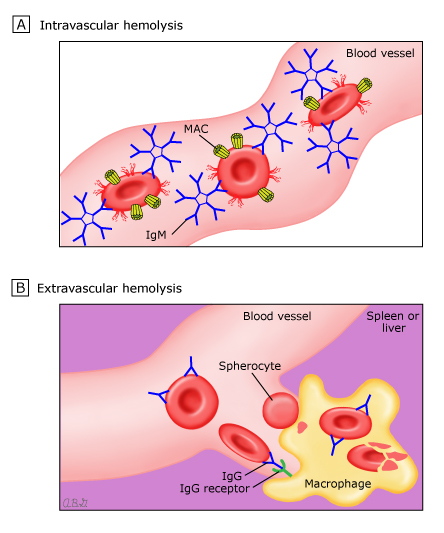 A Intravascular hemolysis
Blood vessel
MAC
IgM
B Extravascular hemolysis
Blood vessel
Spleen or
liver
Spherocyte
IgG
IgG receptor
Macrophage